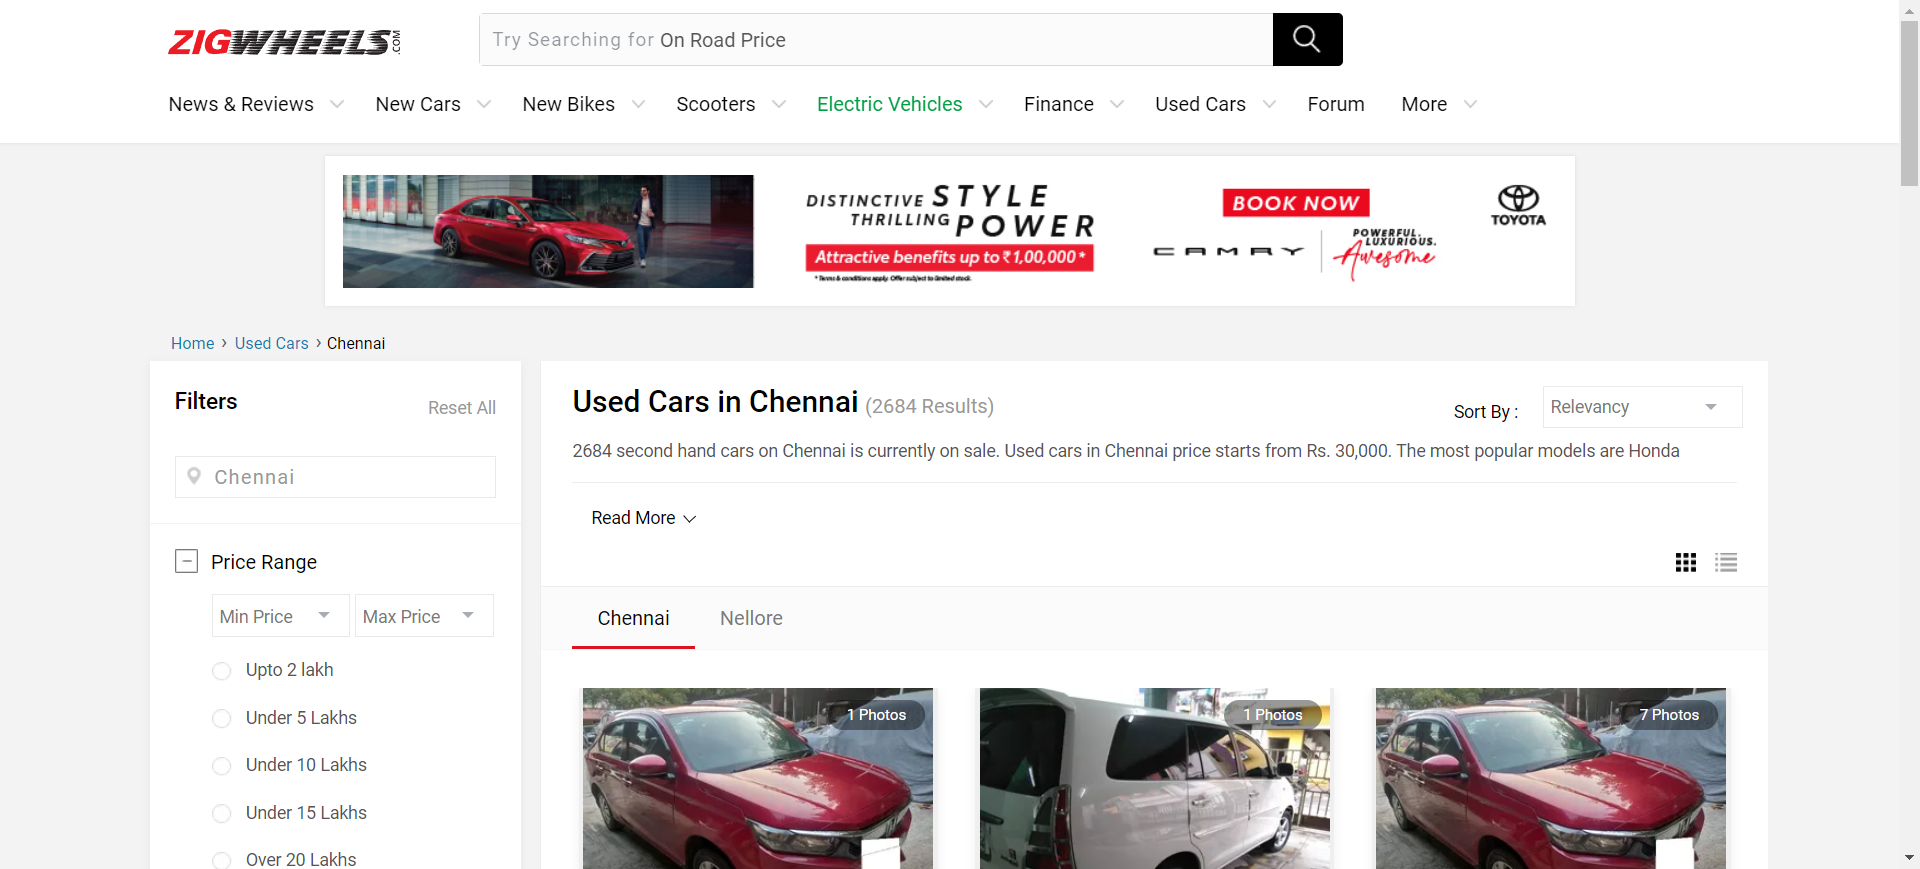 ZIGWHEELS.COM
Try Searching for On Road Price
News & Reviews New Cars New Bikes Scooters Electric Vehicles Finance Used Cars Forum More
DISTINCTIVE STYLE
THRILLING POWER
Attractive benefits up to ₹1,00,000*
*Terms & conditions apply. Offer subject to limited stock.
BOOK NOW
CAMRY
POWERFUL.
LUXURIOUS.
Awesome
TOYOTA
Home › Used Cars › Chennai
Filters
Reset All
Chennai
Price Range
Min Price Max Price
Upto 2 lakh
Under 5 Lakhs
Under 10 Lakhs
Under 15 Lakhs
Over 20 Lakhs
Used Cars in Chennai (2684 Results)
Sort By : Relevancy
2684 second hand cars on Chennai is currently on sale. Used cars in Chennai price starts from Rs. 30,000. The most popular models are Honda
Read More
Chennai Nellore
1 Photos
1 Photos
7 Photos